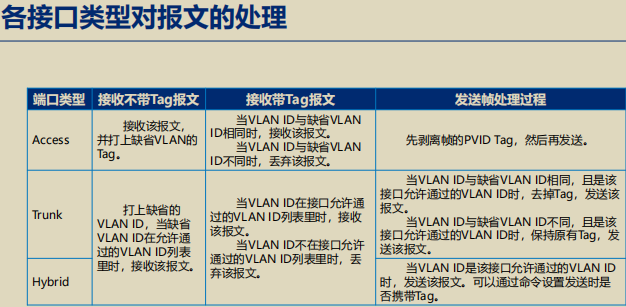 各接口类型对报文的处理
端口类型 接收不带Tag报文 接收带Tag报文 发送帧处理过程
Access
接收该报文，
并打上缺省VLAN的
Tag。
当VLAN ID与缺省VLAN
ID相同时，接收该报文。
当VLAN ID与缺省VLAN
ID不同时，丢弃该报文。
先剥离帧的PVID Tag，然后再发送。
Trunk
打上缺省的
VLAN ID，当缺省
VLAN ID在允许通
过的VLAN ID列表
里时，接收该报文。
当VLAN ID在接口允许通
过的VLAN ID列表里时，接收
该报文。
当VLAN ID不在接口允许
通过的VLAN ID列表里时，丢
弃该报文。
当VLAN ID与缺省VLAN ID相同，且是该
接口允许通过的VLAN ID时，去掉Tag，发送该
报文。
当VLAN ID与缺省VLAN ID不同，且是该
接口允许通过的VLAN ID时，保持原有Tag，发
送该报文。
Hybrid
当VLAN ID是该接口允许通过的VLAN ID
时，发送该报文。可以通过命令设置发送时是
否携带Tag。